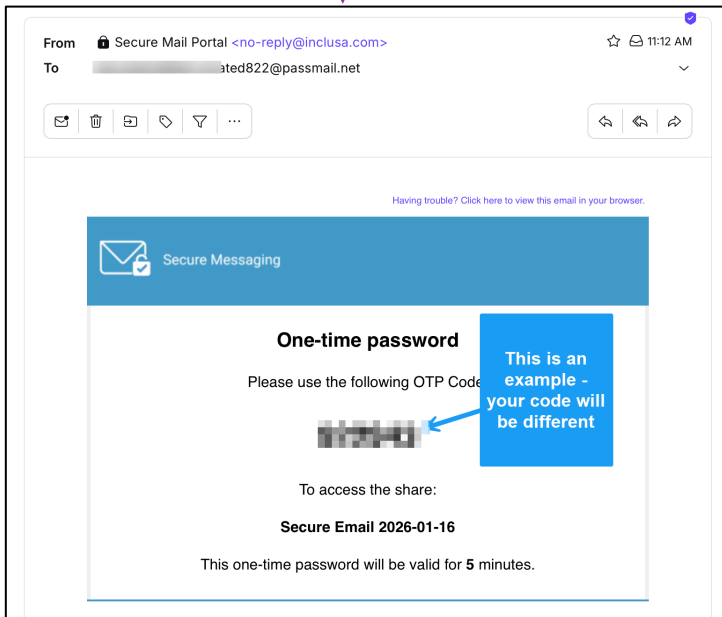 From Secure Mail Portal <no-reply@inclusa.com> 11:12 AM
To ated822@passmail.net
Having trouble? Click here to view this email in your browser.
Secure Messaging
One-time password
Please use the following OTP Code
This is an
example -
your code will
be different
To access the share:
Secure Email 2026-01-16
This one-time password will be valid for 5 minutes.